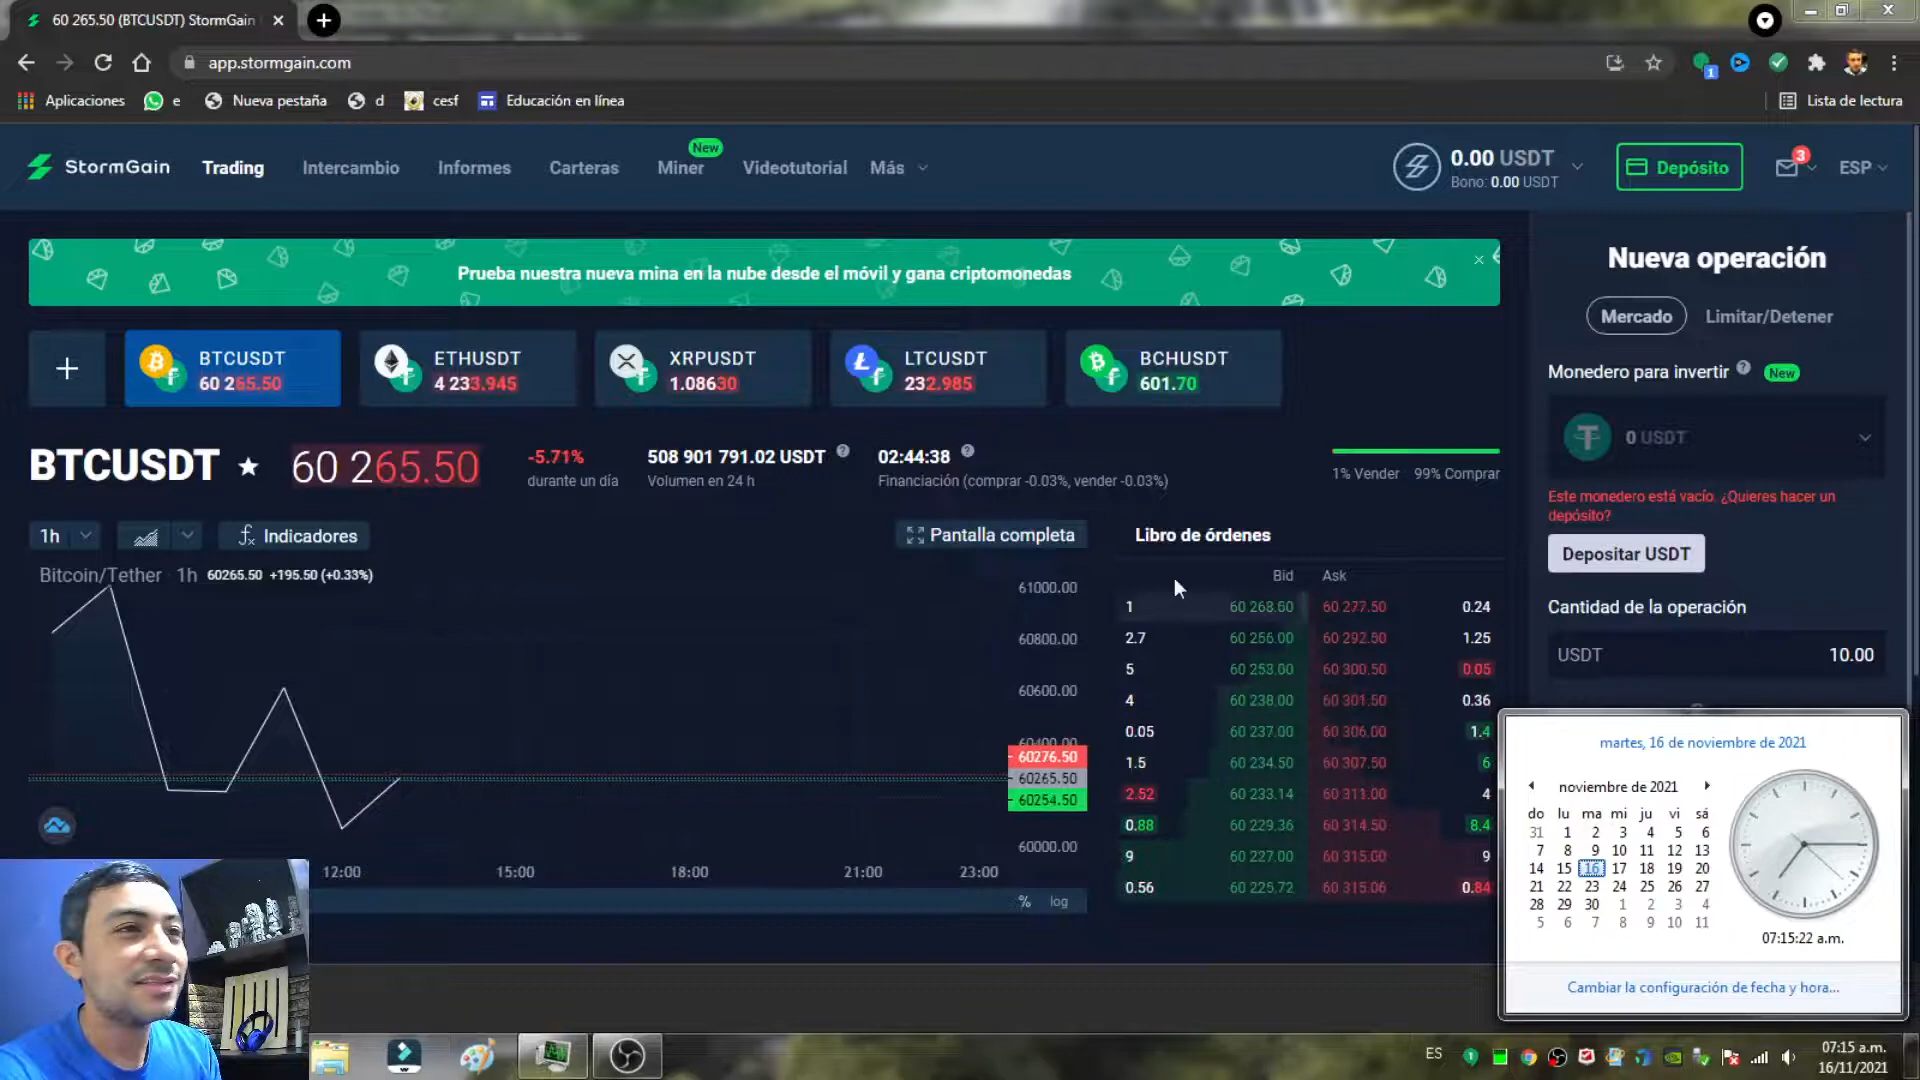 60 265.50 (BTCUSDT) StormGain
app.stormgain.com
1
Aplicaciones
e
Nueva pestaña
d
cesf
Educación en línea
Lista de lectura
StormGain
Trading
Intercambio
Informes
Carteras
Miner
New
Videotutorial
Más
0.00 USDT
Bono: 0.00 USDT
Depósito
3
ESP
Prueba nuestra nueva mina en la nube desde el móvil y gana criptomonedas
BTCUSDT
60 265.50
ETHUSDT
4 233.945
XRPUSDT
1.08630
LTCUSDT
232.985
BCHUSDT
601.70
BTCUSDT
60 265.50
-5.71%
durante un día
508 901 791.02 USDT
Volumen en 24 h
02:44:38
Financiación (comprar -0.03%, vender -0.03%)
1% Vender 99% Comprar
1h
Indicadores
Pantalla completa
Bitcoin/Tether 1h 60265.50 +195.50 (+0.33%)
61000.00
60800.00
60600.00
60400.00
60276.50
60265.50
60254.50
60000.00
12:00 15:00 18:00 21:00 23:00
% log
Libro de órdenes
Bid Ask
1 60 268.60 60 277.50 0.24
2.7 60 256.00 60 292.50 1.25
5 60 253.00 60 300.50 0.05
4 60 238.00 60 301.50 0.36
0.05 60 237.00 60 306.00 1.4
1.5 60 234.50 60 307.50 6
2.52 60 233.14 60 311.00 4
0.88 60 229.36 60 314.50 8.4
9 60 227.00 60 315.00 9
0.56 60 225.72 60 315.06 0.84
Nueva operación
Mercado
Limitar/Detener
Monedero para invertir
New
0 USDT
Este monedero está vacío. ¿Quieres hacer un
depósito?
Depositar USDT
Cantidad de la operación
USDT 10.00
martes, 16 de noviembre de 2021
noviembre de 2021
do lu ma mi ju vi sá
31 1 2 3 4 5 6
7 8 9 10 11 12 13
14 15 16 17 18 19 20
21 22 23 24 25 26 27
28 29 30 1 2 3 4
5 6 7 8 9 10 11
07:15:22 a.m.
Cambiar la configuración de fecha y hora...
ES
07:15 a.m.
16/11/2021